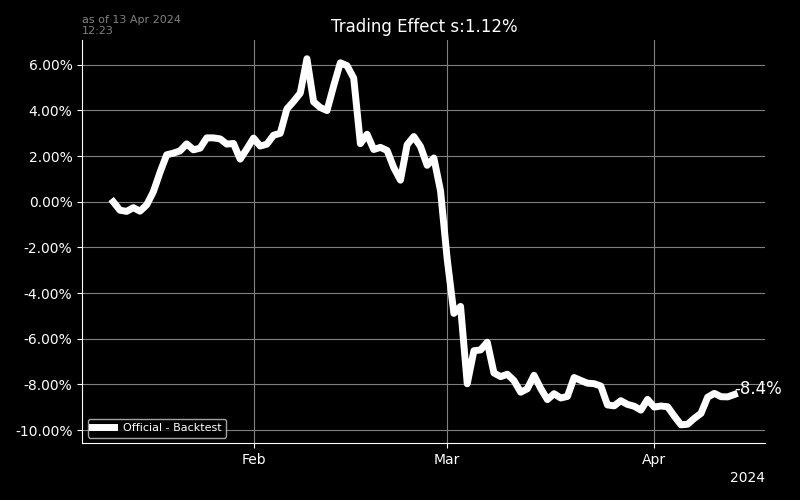 as of 13 Apr 2024
12:23
Trading Effect s:1.12%
6.00%
4.00%
2.00%
0.00%
-2.00%
-4.00%
-6.00%
-8.00%
-10.00%
-8.4%
Official - Backtest
Feb
Mar
Apr
2024